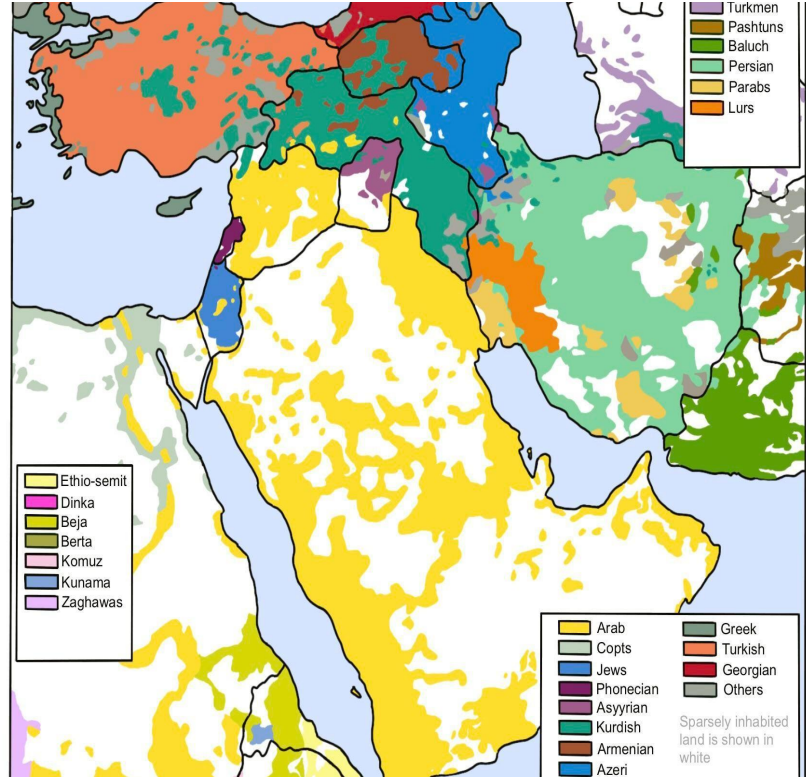 Turkmen
Pashtuns
Baluch
Persian
Parabs
Lurs
Ethio-semit
Dinka
Beja
Berta
Komuz
Kunama
Zaghawas
Arab
Copts
Jews
Phonecian
Asyyrian
Kurdish
Armenian
Azeri
Greek
Turkish
Georgian
Others
Sparsely inhabited
land is shown in
white